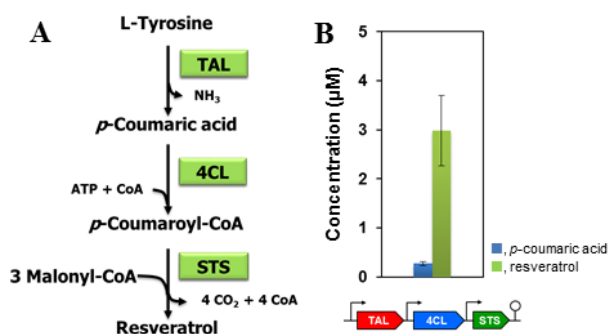 A
L-Tyrosine
TAL
NH3
p-Coumaric acid
4CL
ATP + CoA
p-Coumaroyl-CoA
STS
3 Malonyl-CoA
4 CO2 + 4 CoA
Resveratrol
B
Concentration (μM)
5
4
3
2
1
0
, p-coumaric acid
, resveratrol
TAL 4CL STS